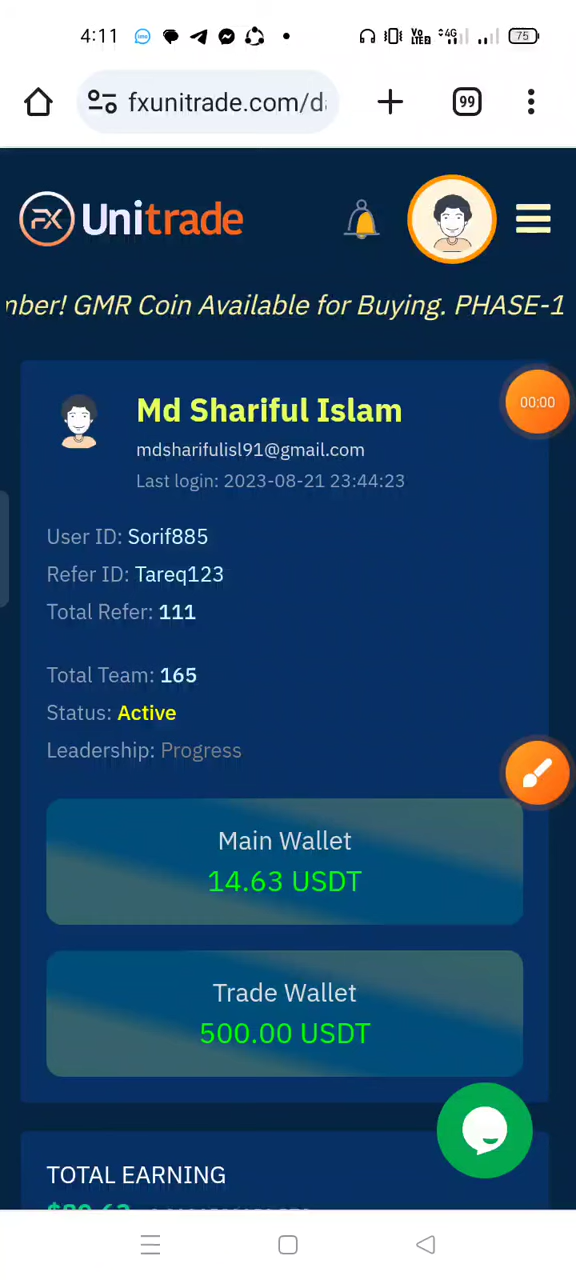 4:11
75
fxunitrade.com/d
99
FX Unitrade
mber! GMR Coin Available for Buying. PHASE-1
Md Shariful Islam
00:00
mdsharifulisl91@gmail.com
Last login: 2023-08-21 23:44:23
User ID: Sorif885
Refer ID: Tareq123
Total Refer: 111
Total Team: 165
Status: Active
Leadership: Progress
Main Wallet
14.63 USDT
Trade Wallet
500.00 USDT
TOTAL EARNING